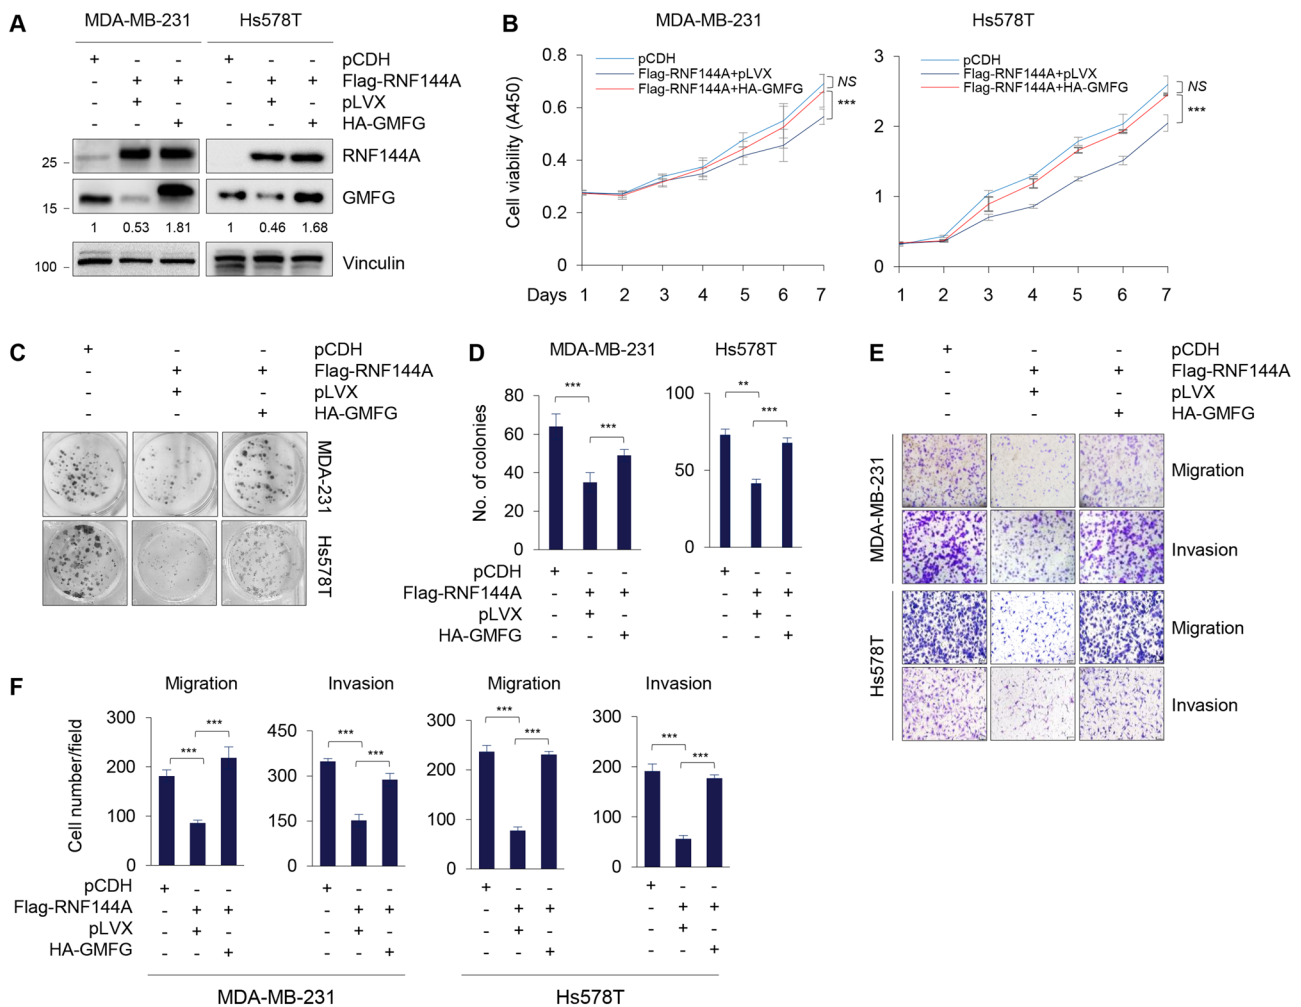 A
MDA-MB-231 Hs578T
+ - - + - - pCDH
- + + - + + Flag-RNF144A
- + - - + - pLVX
- - + - - + HA-GMFG
25 RNF144A
15 GMFG
1 0.53 1.81 1 0.46 1.68
100 Vinculin
B
MDA-MB-231 Hs578T
Cell viability (A450)
0.8
0.6
0.4
0.2
0
pCDH
Flag-RNF144A+pLVX
Flag-RNF144A+HA-GMFG
NS
***
Days 1 2 3 4 5 6 7
3
2
1
0
pCDH
Flag-RNF144A+pLVX
Flag-RNF144A+HA-GMFG
NS
***
1 2 3 4 5 6 7
C
+ - - pCDH
- + + Flag-RNF144A
- + - pLVX
- - + HA-GMFG
MDA-231
Hs578T
D
MDA-MB-231 Hs578T
No. of colonies
80
60
40
20
0
*** ***
100
50
0
** ***
pCDH + - - + - -
Flag-RNF144A - + + - + +
pLVX - + - - + -
HA-GMFG - - + - - +
E
+ - - pCDH
- + + Flag-RNF144A
- + - pLVX
- - + HA-GMFG
MDA-MB-231
Migration
Invasion
Hs578T
Migration
Invasion
F
Migration Invasion Migration Invasion
Cell number/field
300
200
100
0
*** ***
450
300
150
0
*** ***
300
200
100
0
*** ***
300
200
100
0
*** ***
pCDH + - - + - - + - - + - -
Flag-RNF144A - + + - + + - + + - + +
pLVX - + - - + - - + - - + -
HA-GMFG - - + - - + - - + - - +
MDA-MB-231 Hs578T